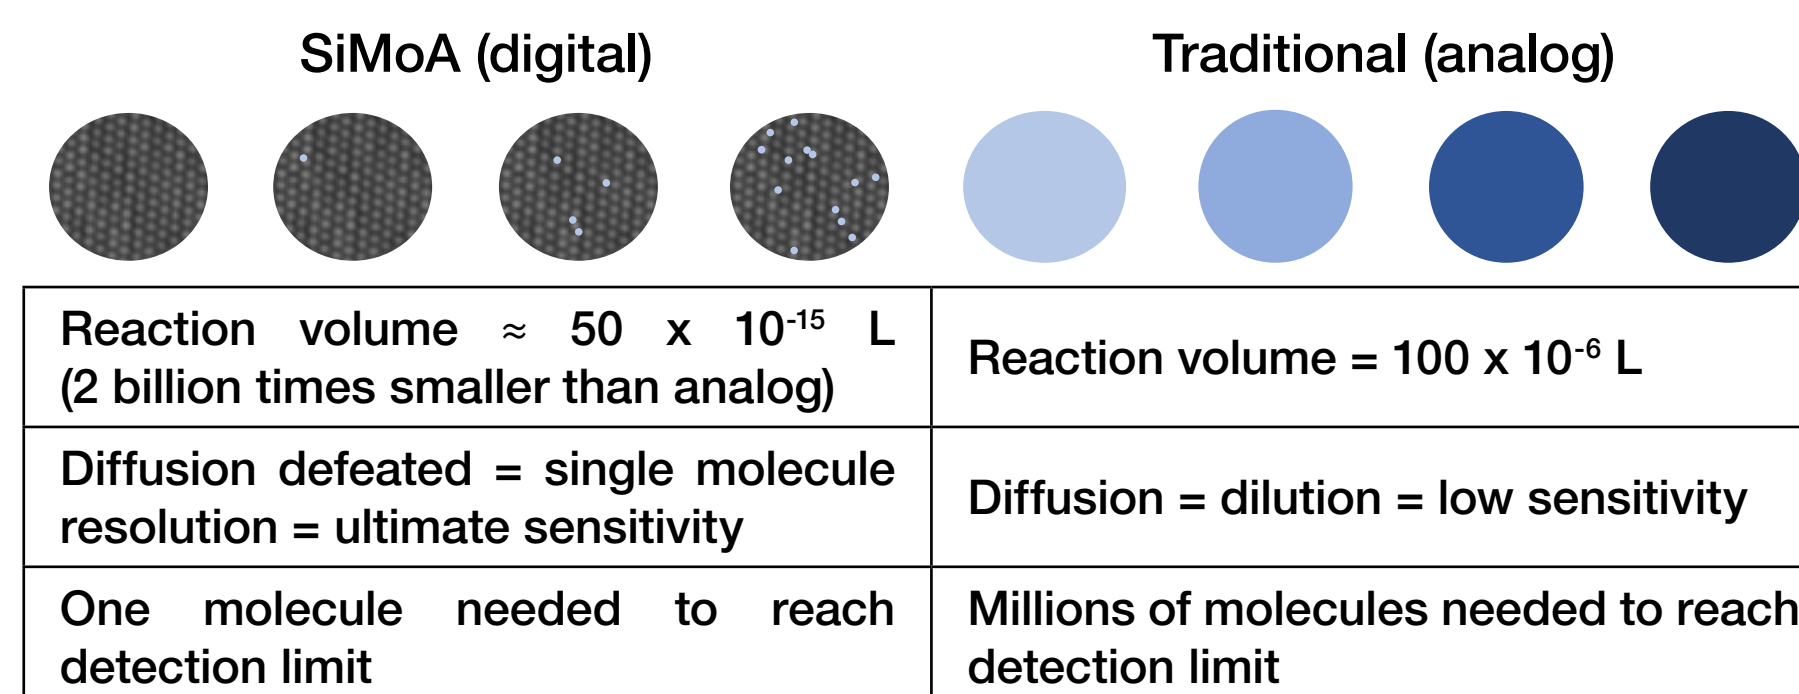 SiMoA (digital)
Traditional (analog)
Reaction volume ≈ 50 x 10⁻¹⁵ L
(2 billion times smaller than analog)
Reaction volume = 100 x 10⁻⁶ L
Diffusion defeated = single molecule
resolution = ultimate sensitivity
Diffusion = dilution = low sensitivity
One molecule needed to reach
detection limit
Millions of molecules needed to reach
detection limit